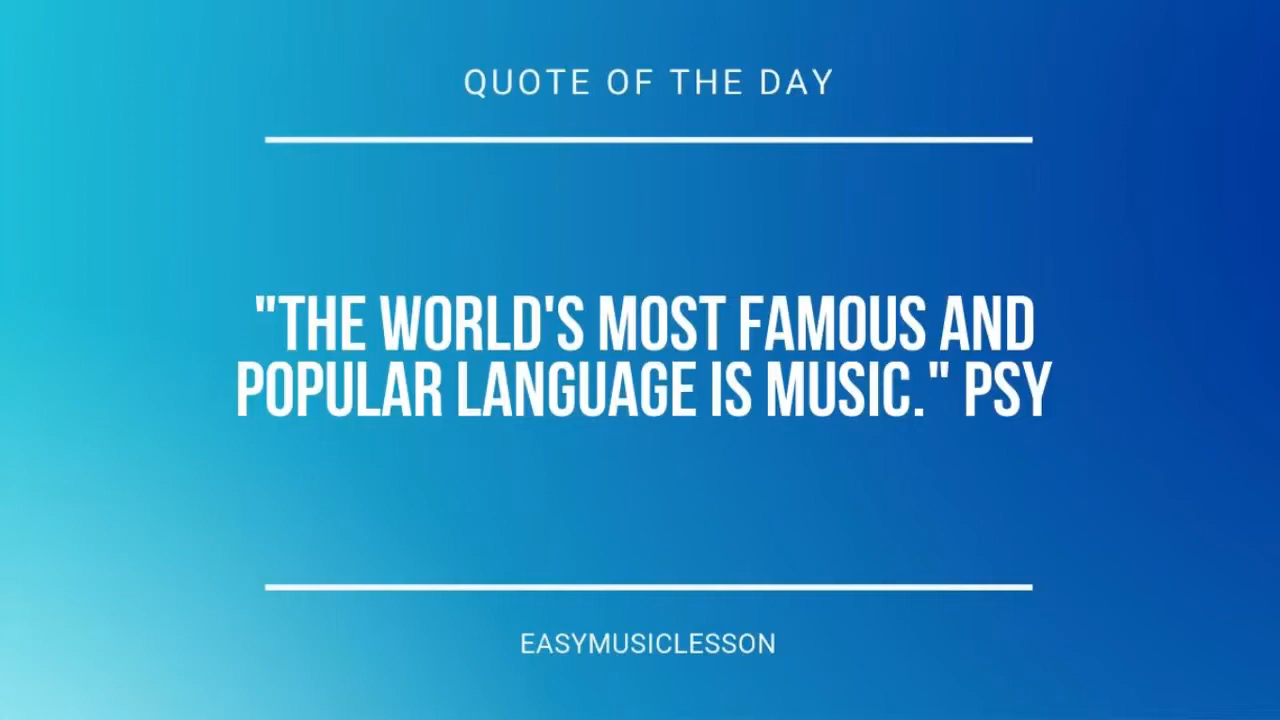 QUOTE OF THE DAY
"THE WORLD'S MOST FAMOUS AND
POPULAR LANGUAGE IS MUSIC." PSY
EASYMUSICLESSON